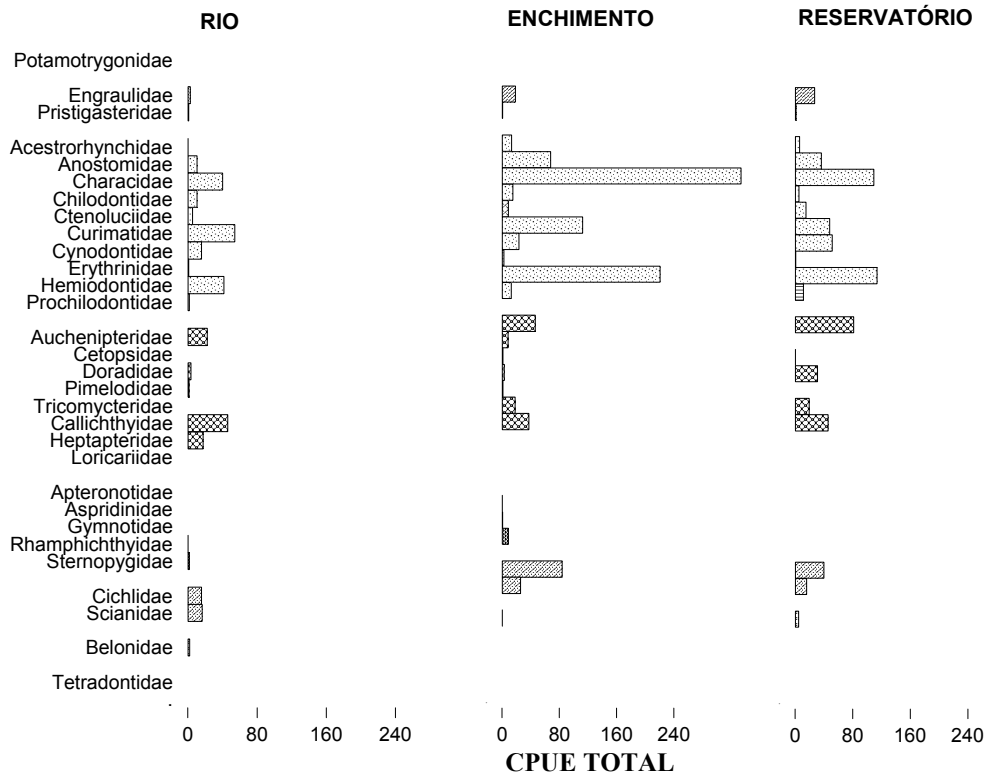 RIO
ENCHIMENTO
RESERVATÓRIO
Potamotrygonidae
Engraulidae
Pristigasteridae
Acestrorhynchidae
Anostomidae
Characidae
Chilodontidae
Ctenoluciidae
Curimatidae
Cynodontidae
Erythrinidae
Hemiodontidae
Prochilodontidae
Auchenipteridae
Cetopsidae
Doradidae
Pimelodidae
Tricomycteridae
Callichthyidae
Heptapteridae
Loricariidae
Apteronotidae
Aspridinidae
Gymnotidae
Rhamphichthyidae
Sternopygidae
Cichlidae
Scianidae
Belonidae
Tetradontidae
0 80 160 240
0 80 160 240
0 80 160 240
CPUE TOTAL